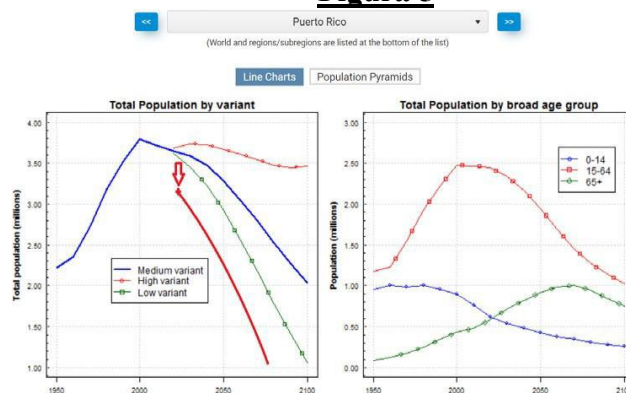 Figura 3
<<
Puerto Rico
>>
(World and regions/subregions are listed at the bottom of the list)
Line Charts
Population Pyramids
Total Population by variant
Total population (millions)
4.00
3.50
3.00
2.50
2.00
1.50
1.00
Medium variant
High variant
Low variant
1950
2000
2050
2100
Total Population by broad age group
Population (millions)
3.00
2.50
2.00
1.50
1.00
0.50
0.00
0-14
15-64
65+
1950
2000
2050
2100